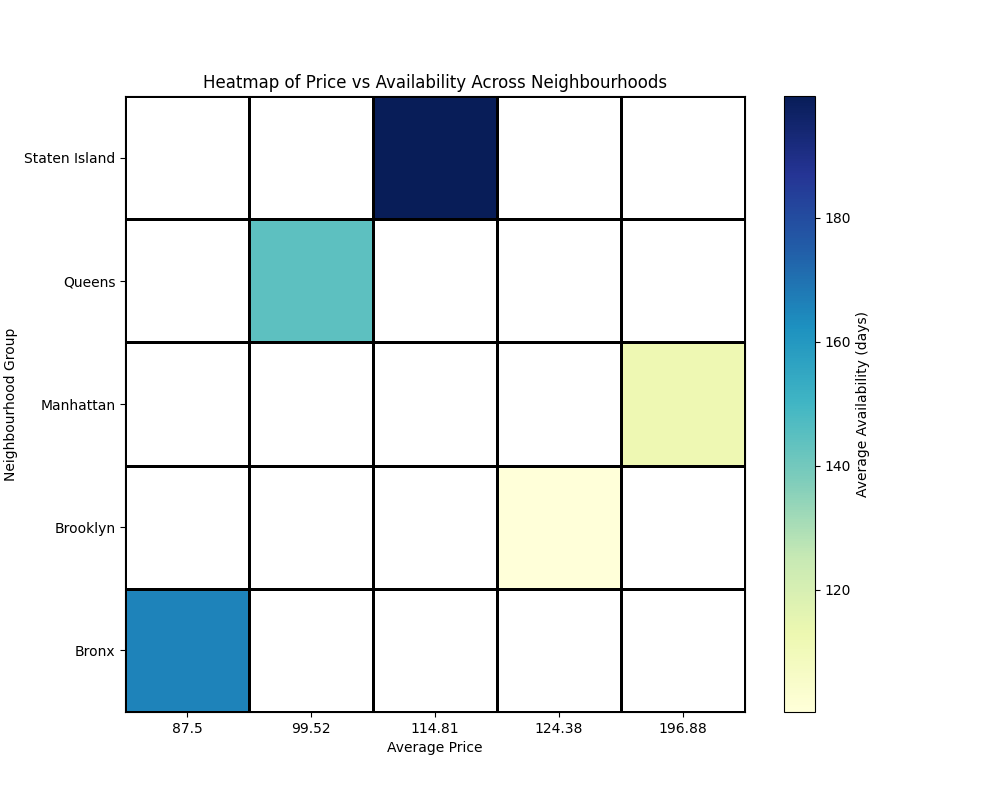 Heatmap of Price vs Availability Across Neighbourhoods
Staten Island
Queens
Manhattan
Brooklyn
Bronx
Neighbourhood Group
87.5
99.52
114.81
124.38
196.88
Average Price
180
160
140
120
Average Availability (days)